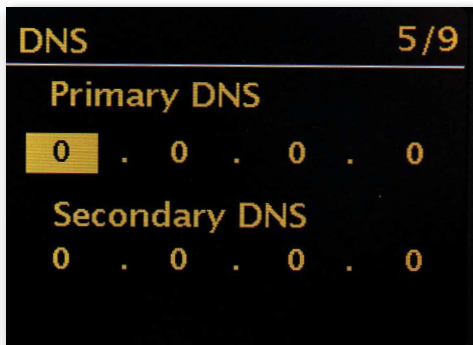 DNS 5/9
Primary DNS
0 . 0 . 0 . 0
Secondary DNS
0 . 0 . 0 . 0